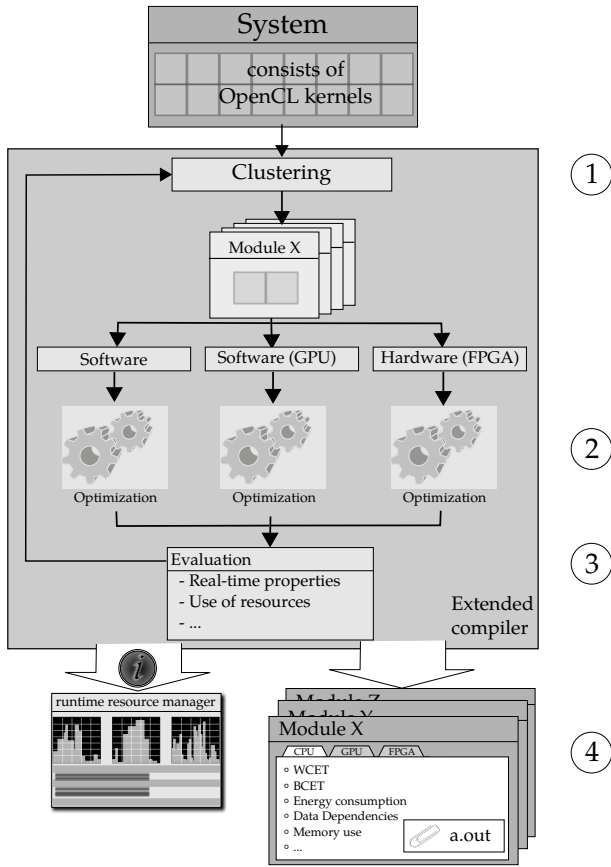 System
consists of
OpenCL kernels
Clustering
1
Module X
Software
Software (GPU)
Hardware (FPGA)
2
Optimization
Optimization
Optimization
Evaluation
- Real-time properties
- Use of resources
- ...
3
Extended
compiler
i
runtime resource manager
Module Z
Module Y
Module X
CPU
GPU
FPGA
4
WCET
BCET
Energy consumption
Data Dependencies
Memory use
...
a.out